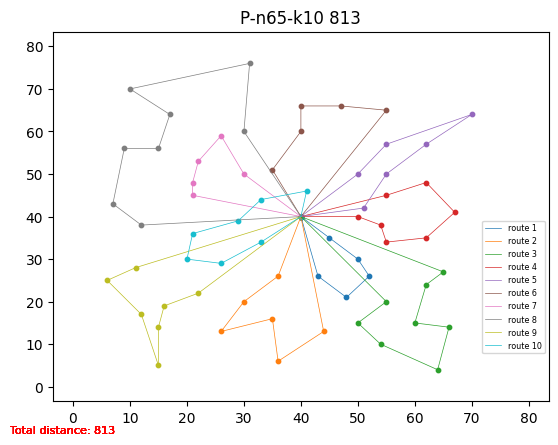 P-n65-k10 813
80
70
60
50
40
30
20
10
0
0 10 20 30 40 50 60 70 80
route 1
route 2
route 3
route 4
route 5
route 6
route 7
route 8
route 9
route 10
Total distance: 813